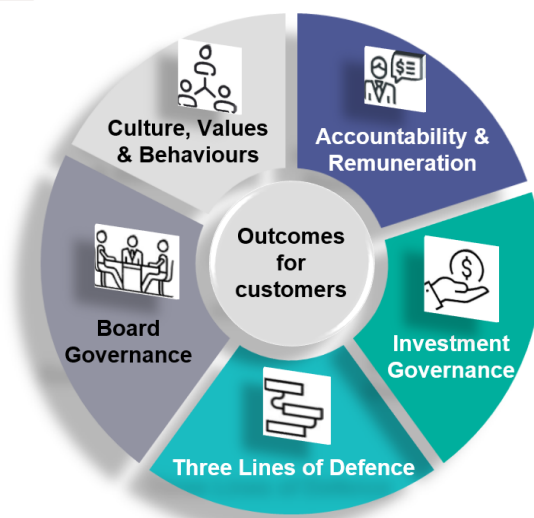 Culture, Values
& Behaviours
$=
Accountability &
Remuneration
Outcomes
for
customers
$
Investment
Governance
Board
Governance
Three Lines of Defence